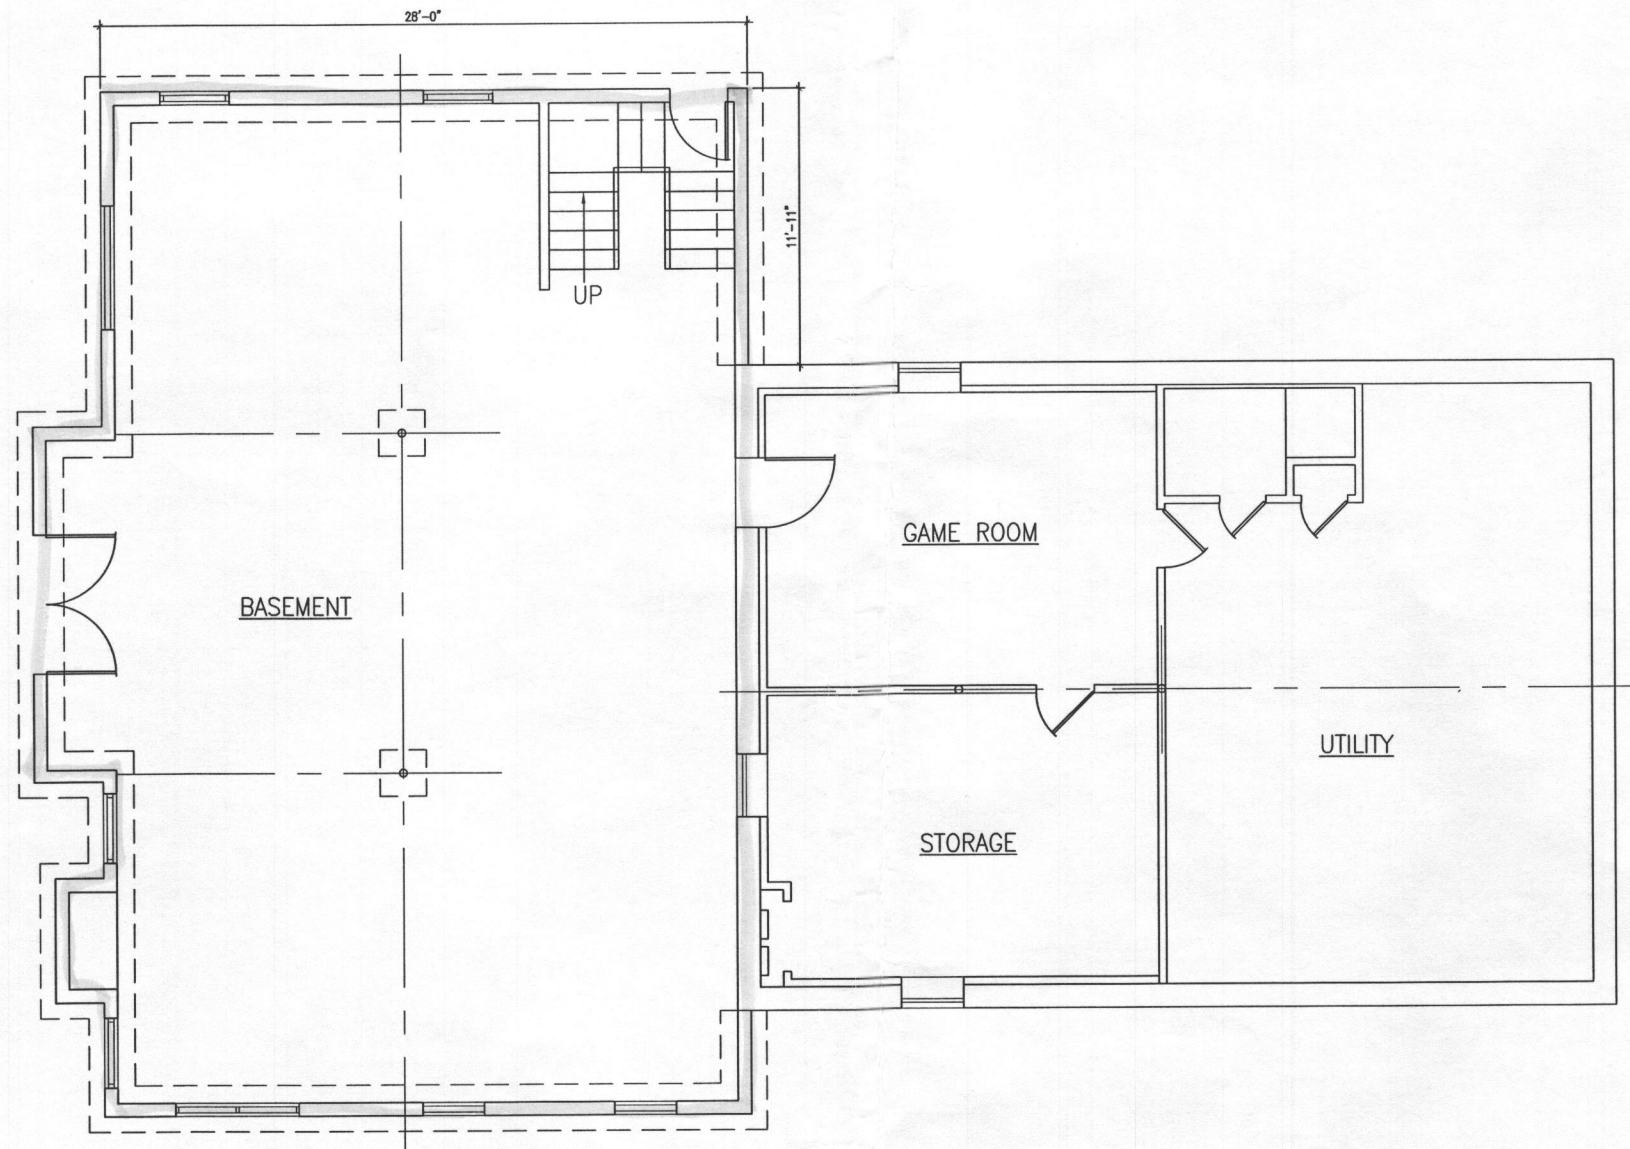 28'-0"
11'-11"
UP
GAME ROOM
BASEMENT
UTILITY
STORAGE